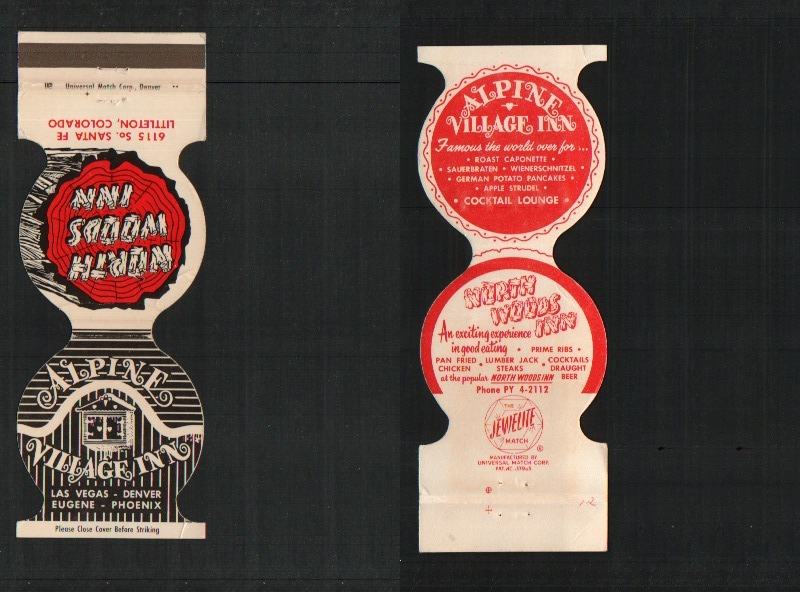 Universal Match Corp., Denver
6115 So. SANTA FE
LITTLETON, COLORADO
NORTH
WOODS
INN
ALPINE
VILLAGE INN
LAS VEGAS - DENVER
EUGENE - PHOENIX
Please Close Cover Before Striking
ALPINE
VILLAGE INN
Famous the world over for...
• ROAST CAPONETTE •
• SAUERBRATEN • WIENERSCHNITZEL •
• GERMAN POTATO PANCAKES •
• APPLE STRUDEL •
• COCKTAIL LOUNGE •
NORTH
WOODS
INN
An exciting experience
in good eating • PRIME RIBS •
PAN FRIED • LUMBER JACK • COCKTAILS
CHICKEN • STEAKS • DRAUGHT
at the popular NORTH WOODS INN BEER
Phone PY 4-2112
THE
JEWELITE
MATCH
®
MANUFACTURED BY
UNIVERSAL MATCH CORP.